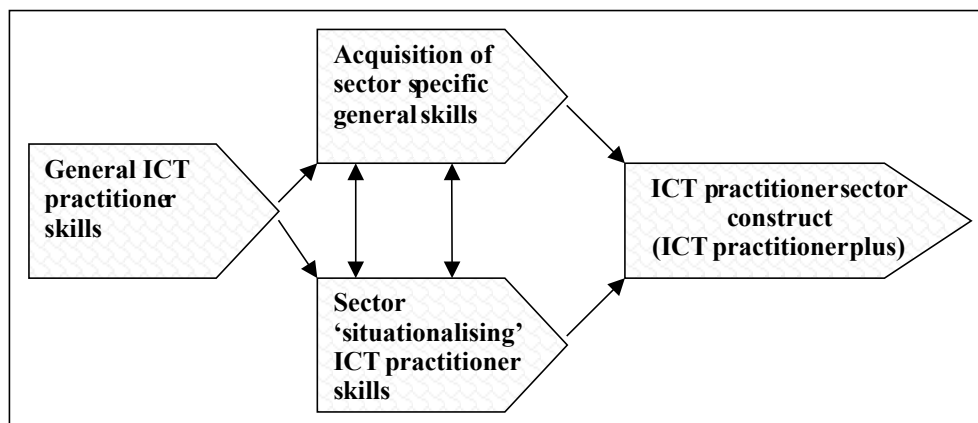 Acquisition of
sector specific
general skills
General ICT
practitioner
skills
ICT practitioner sector
construct
(ICT practitioner plus)
Sector
‘situationalising’
ICT practitioner
skills